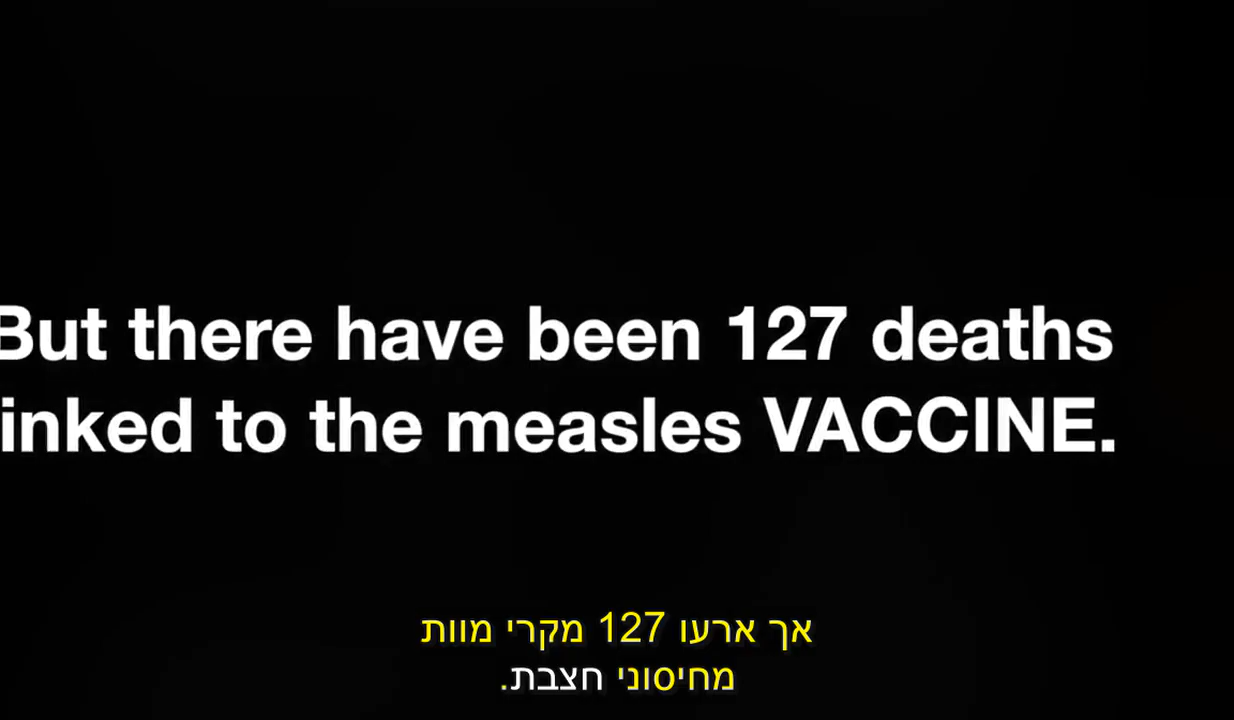 But there have been 127 deaths
inked to the measles VACCINE.
אך ארעו 127 מקרי מוות
מחיסוני חצבת.